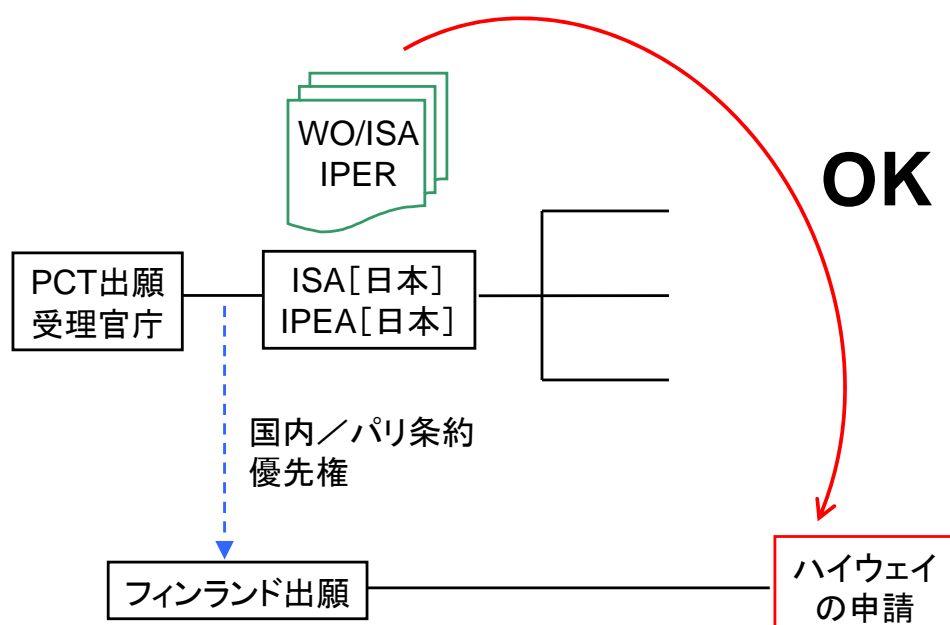 WO/ISA
IPER
OK
PCT出願
受理官庁
ISA[日本]
IPEA[日本]
国内／パリ条約
優先権
フィンランド出願
ハイウェイ
の申請